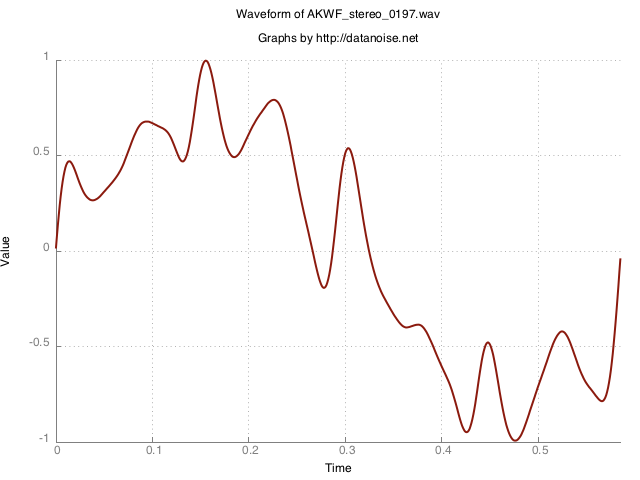 Waveform of AKWF_stereo_0197.wav
Graphs by http://datanoise.net
1
0.5
0
-0.5
-1
Value
0 0.1 0.2 0.3 0.4 0.5
Time